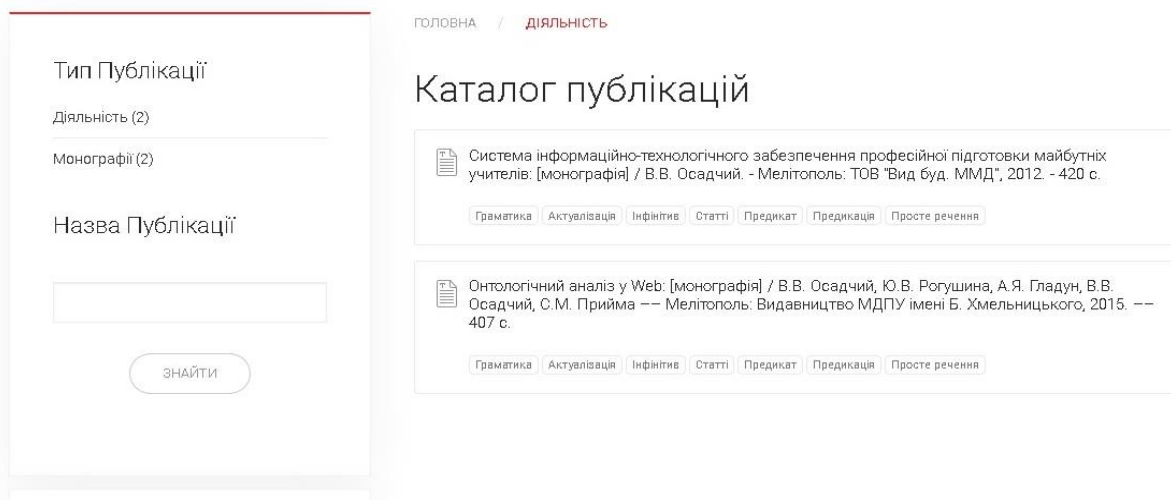 Тип Публікації
Діяльність (2)
Монографії (2)
Назва Публікації
ЗНАЙТИ
ГОЛОВНА / ДІЯЛЬНІСТЬ
Каталог публікацій
Система інформаційно-технологічного забезпечення професійної підготовки майбутніх
учителів: [монографія] / В.В. Осадчий. - Мелітополь: ТОВ "Вид буд. ММД", 2012. - 420 с.
Граматика Актуалізація Інфінітив Статті Предикат Предикація Просте речення
Онтологічний аналіз у Web: [монографія] / В.В. Осадчий, Ю.В. Рогушина, А.Я. Гладун, В.В.
Осадчий, С.М. Прийма –– Мелітополь: Видавництво МДПУ імені Б. Хмельницького, 2015. ––
407 с.
Граматика Актуалізація Інфінітив Статті Предикат Предикація Просте речення